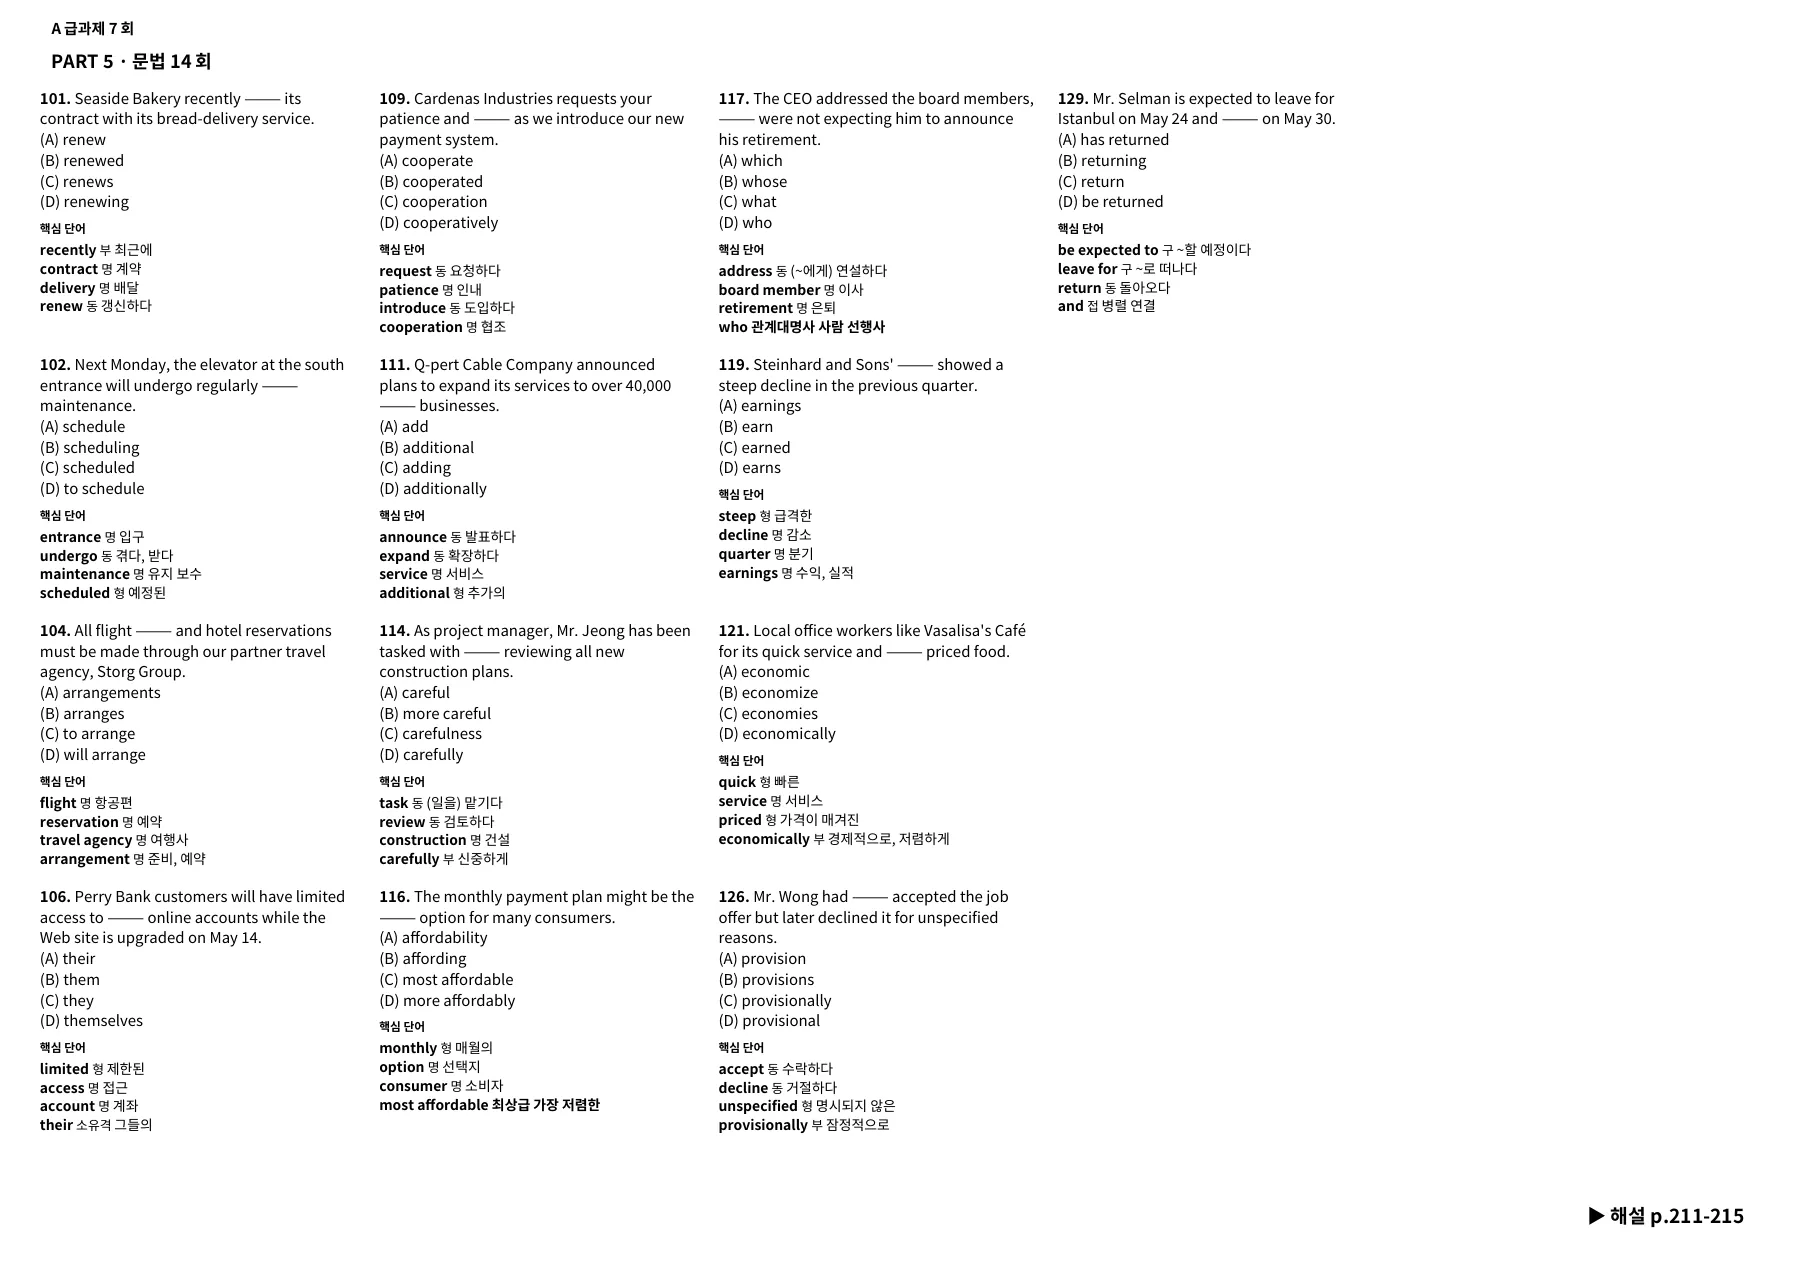 A 급과제 7 회
PART 5 · 문법 14 회
101. Seaside Bakery recently ―― its
contract with its bread-delivery service.
(A) renew
(B) renewed
(C) renews
(D) renewing
핵심 단어
recently 부 최근에
contract 명 계약
delivery 명 배달
renew 동 갱신하다
102. Next Monday, the elevator at the south
entrance will undergo regularly ――
maintenance.
(A) schedule
(B) scheduling
(C) scheduled
(D) to schedule
핵심 단어
entrance 명 입구
undergo 동 겪다, 받다
maintenance 명 유지 보수
scheduled 형 예정된
104. All flight ―― and hotel reservations
must be made through our partner travel
agency, Storg Group.
(A) arrangements
(B) arranges
(C) to arrange
(D) will arrange
핵심 단어
flight 명 항공편
reservation 명 예약
travel agency 명 여행사
arrangement 명 준비, 예약
106. Perry Bank customers will have limited
access to ―― online accounts while the
Web site is upgraded on May 14.
(A) their
(B) them
(C) they
(D) themselves
핵심 단어
limited 형 제한된
access 명 접근
account 명 계좌
their 소유격 그들의
109. Cardenas Industries requests your
patience and ―― as we introduce our new
payment system.
(A) cooperate
(B) cooperated
(C) cooperation
(D) cooperatively
핵심 단어
request 동 요청하다
patience 명 인내
introduce 동 도입하다
cooperation 명 협조
111. Q-pert Cable Company announced
plans to expand its services to over 40,000
―― businesses.
(A) add
(B) additional
(C) adding
(D) additionally
핵심 단어
announce 동 발표하다
expand 동 확장하다
service 명 서비스
additional 형 추가의
114. As project manager, Mr. Jeong has been
tasked with ―― reviewing all new
construction plans.
(A) careful
(B) more careful
(C) carefulness
(D) carefully
핵심 단어
task 동 (일을) 맡기다
review 동 검토하다
construction 명 건설
carefully 부 신중하게
116. The monthly payment plan might be the
―― option for many consumers.
(A) affordability
(B) affording
(C) most affordable
(D) more affordably
핵심 단어
monthly 형 매월의
option 명 선택지
consumer 명 소비자
most affordable 최상급 가장 저렴한
117. The CEO addressed the board members,
―― were not expecting him to announce
his retirement.
(A) which
(B) whose
(C) what
(D) who
핵심 단어
address 동 (~에게) 연설하다
board member 명 이사
retirement 명 은퇴
who 관계대명사 사람 선행사
119. Steinhard and Sons' ―― showed a
steep decline in the previous quarter.
(A) earnings
(B) earn
(C) earned
(D) earns
핵심 단어
steep 형 급격한
decline 명 감소
quarter 명 분기
earnings 명 수익, 실적
121. Local office workers like Vasalisa's Café
for its quick service and ―― priced food.
(A) economic
(B) economize
(C) economies
(D) economically
핵심 단어
quick 형 빠른
service 명 서비스
priced 형 가격이 매겨진
economically 부 경제적으로, 저렴하게
126. Mr. Wong had ―― accepted the job
offer but later declined it for unspecified
reasons.
(A) provision
(B) provisions
(C) provisionally
(D) provisional
핵심 단어
accept 동 수락하다
decline 동 거절하다
unspecified 형 명시되지 않은
provisionally 부 잠정적으로
129. Mr. Selman is expected to leave for
Istanbul on May 24 and ―― on May 30.
(A) has returned
(B) returning
(C) return
(D) be returned
핵심 단어
be expected to 구 ~할 예정이다
leave for 구 ~로 떠나다
return 동 돌아오다
and 접 병렬 연결
▶ 해설 p.211-215